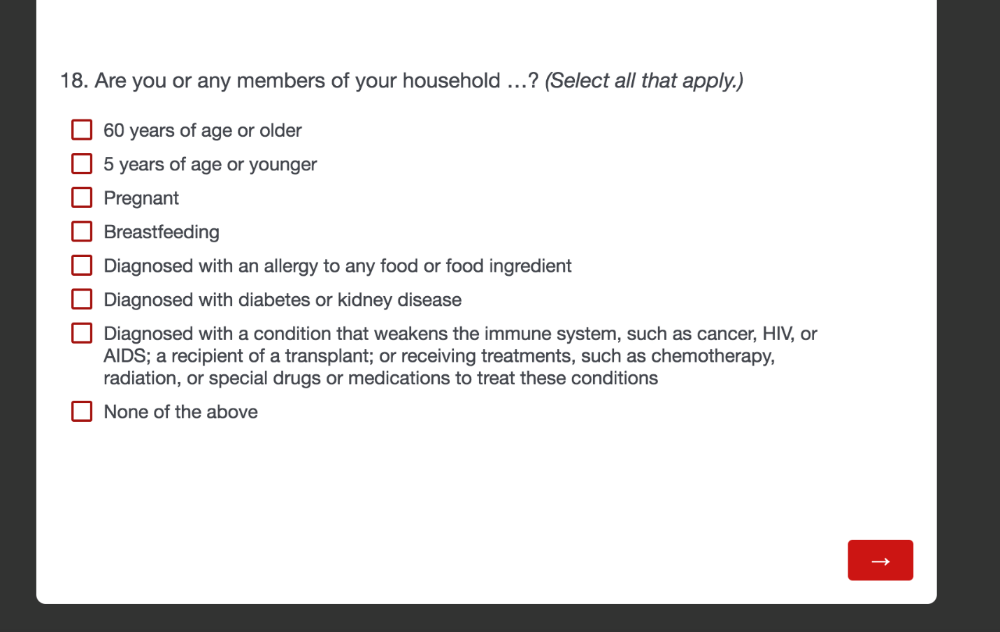 18. Are you or any members of your household …? (Select all that apply.)
60 years of age or older
5 years of age or younger
Pregnant
Breastfeeding
Diagnosed with an allergy to any food or food ingredient
Diagnosed with diabetes or kidney disease
Diagnosed with a condition that weakens the immune system, such as cancer, HIV, or
AIDS; a recipient of a transplant; or receiving treatments, such as chemotherapy,
radiation, or special drugs or medications to treat these conditions
None of the above
→